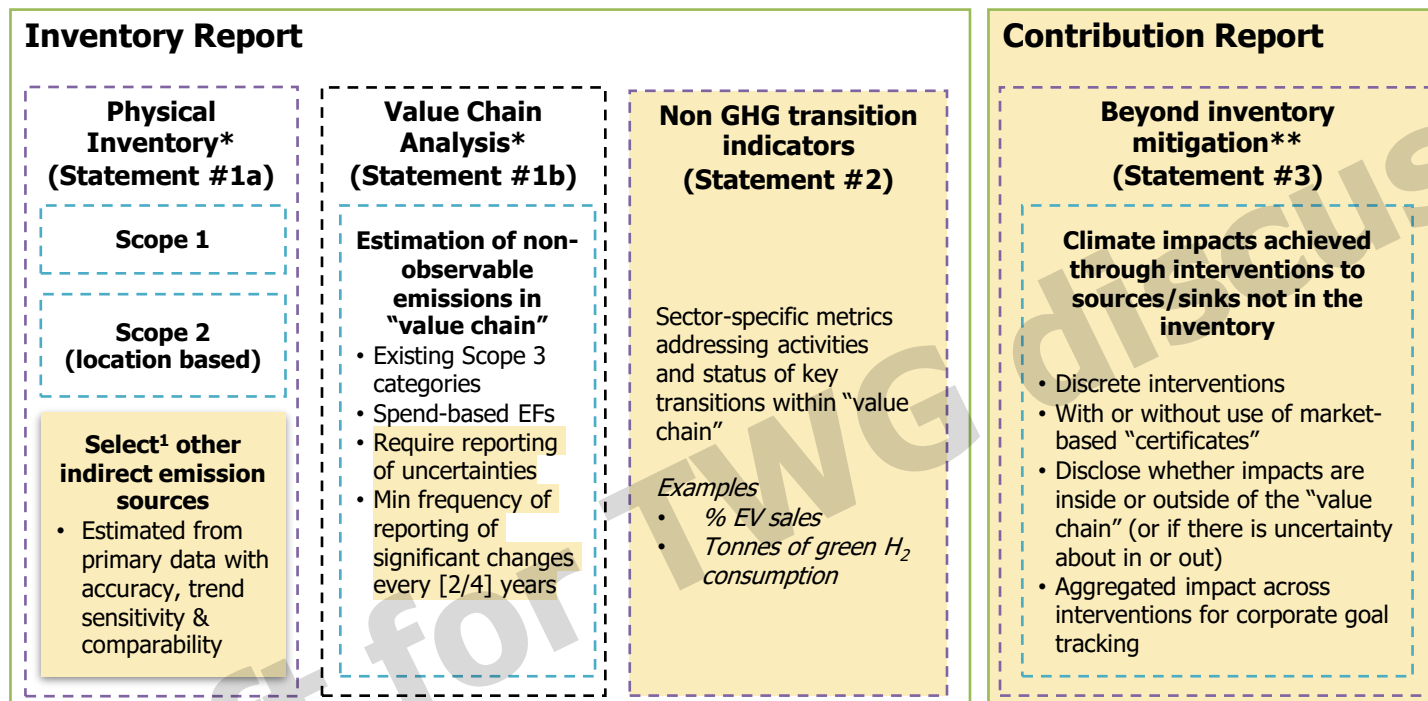 Inventory Report
Physical
Inventory*
(Statement #1a)
Scope 1
Scope 2
(location based)
Select¹ other
indirect emission
sources
• Estimated from
primary data with
accuracy, trend
sensitivity &
comparability
Value Chain
Analysis*
(Statement #1b)
Estimation of non-
observable
emissions in
“value chain”
• Existing Scope 3
categories
• Spend-based EFs
• Require reporting
of uncertainties
• Min frequency of
reporting of
significant changes
every [2/4] years
Non GHG transition
indicators
(Statement #2)
Sector-specific metrics
addressing activities
and status of key
transitions within “value
chain”
Examples
• % EV sales
• Tonnes of green H₂
consumption
Contribution Report
Beyond inventory
mitigation**
(Statement #3)
Climate impacts achieved
through interventions to
sources/sinks not in the
inventory
• Discrete interventions
• With or without use of market-
based “certificates”
• Disclose whether impacts are
inside or outside of the “value
chain” (or if there is uncertainty
about in or out)
• Aggregated impact across
interventions for corporate goal
tracking
for TWG discus